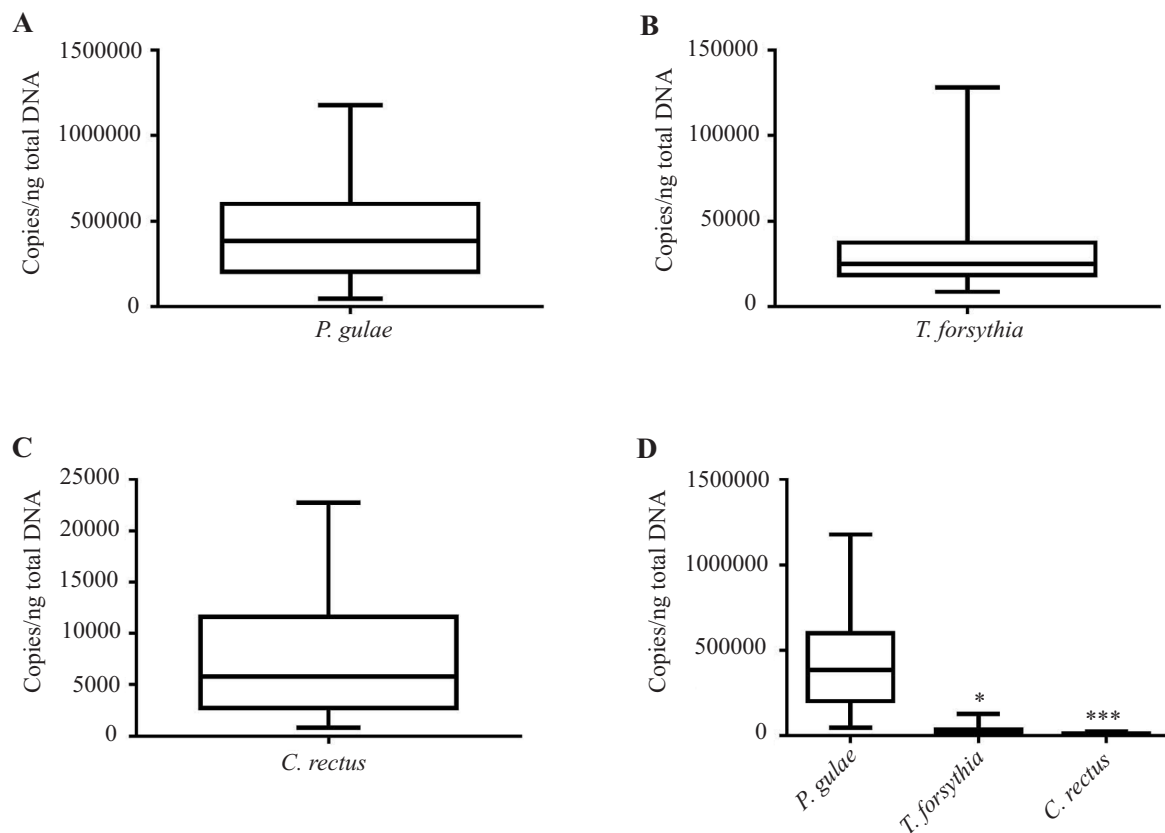 A
Copies/ng total DNA
1500000
1000000
500000
0
P. gulae
B
Copies/ng total DNA
150000
100000
50000
0
T. forsythia
C
Copies/ng total DNA
25000
20000
15000
10000
5000
0
C. rectus
D
Copies/ng total DNA
1500000
1000000
500000
0
*
***
P. gulae
T. forsythia
C. rectus